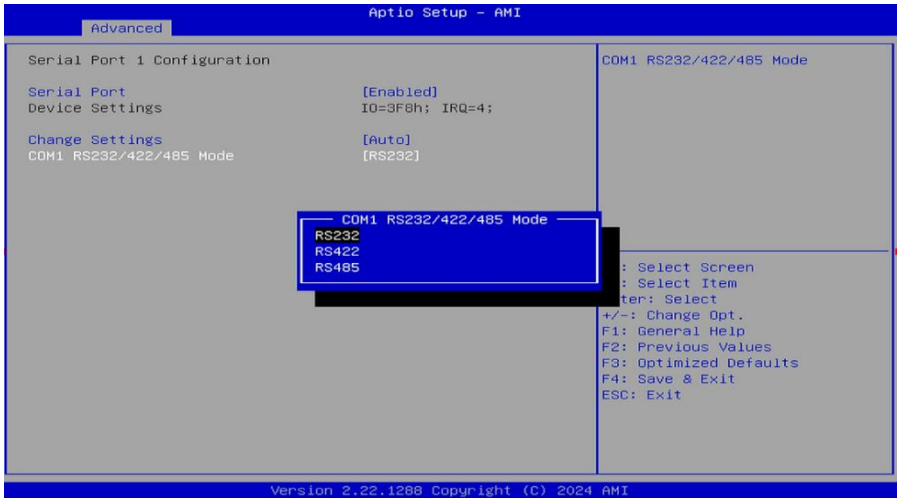 Aptio Setup - AMI
Advanced
Serial Port 1 Configuration
Serial Port [Enabled]
Device Settings IO=3F8h; IRQ=4;
Change Settings [Auto]
COM1 RS232/422/485 Mode [RS232]
COM1 RS232/422/485 Mode
COM1 RS232/422/485 Mode
RS232
RS422
RS485
: Select Screen
: Select Item
ter: Select
+/-: Change Opt.
F1: General Help
F2: Previous Values
F3: Optimized Defaults
F4: Save & Exit
ESC: Exit
Version 2.22.1288 Copyright (C) 2024 AMI